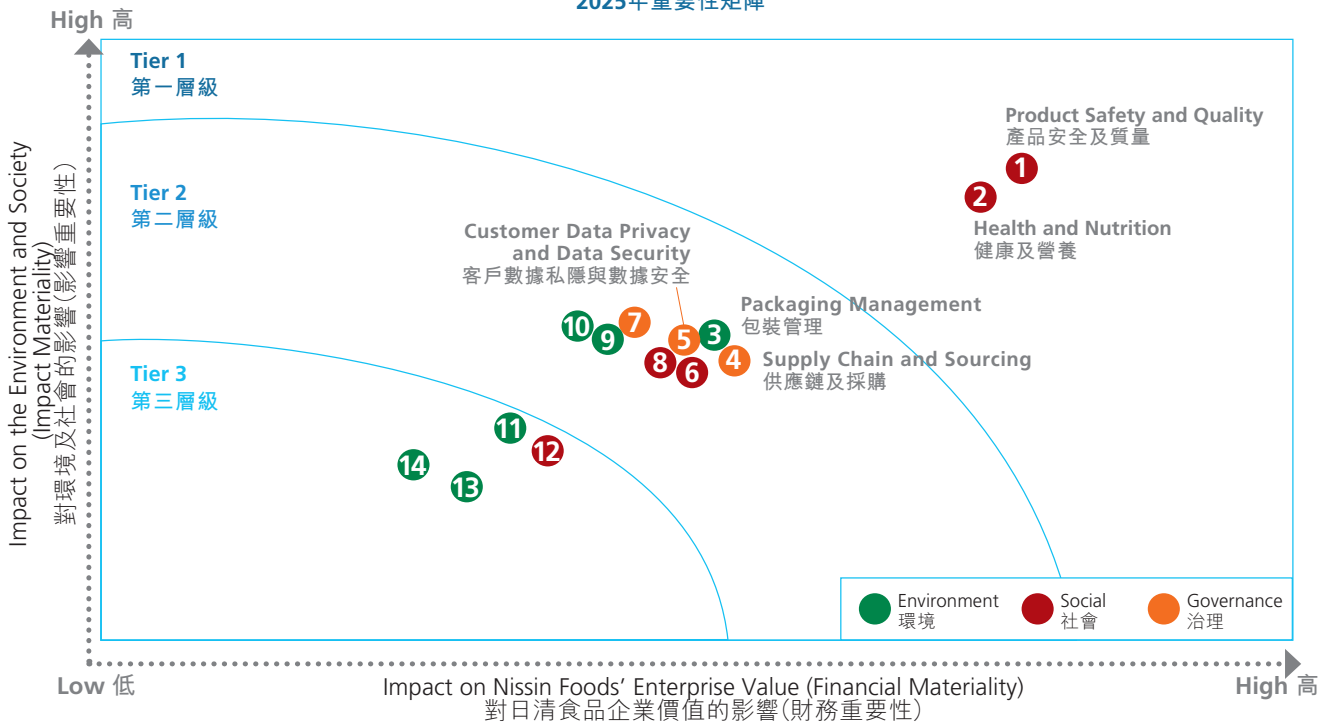 2025年重要性矩陣
High 高
Tier 1
第一層級
Product Safety and Quality
產品安全及質量
1
2
Health and Nutrition
健康及營養
Tier 2
第二層級
Customer Data Privacy
and Data Security
客戶數據私隱與數據安全
Packaging Management
包裝管理
10
9
7
5
3
8
6
4
Supply Chain and Sourcing
供應鏈及採購
Tier 3
第三層級
11
12
14
13
Impact on the Environment and Society
(Impact Materiality)
對環境及社會的影響(影響重要性)
Environment
環境
Social
社會
Governance
治理
Low 低
Impact on Nissin Foods' Enterprise Value (Financial Materiality)
對日清食品企業價值的影響(財務重要性)
High 高